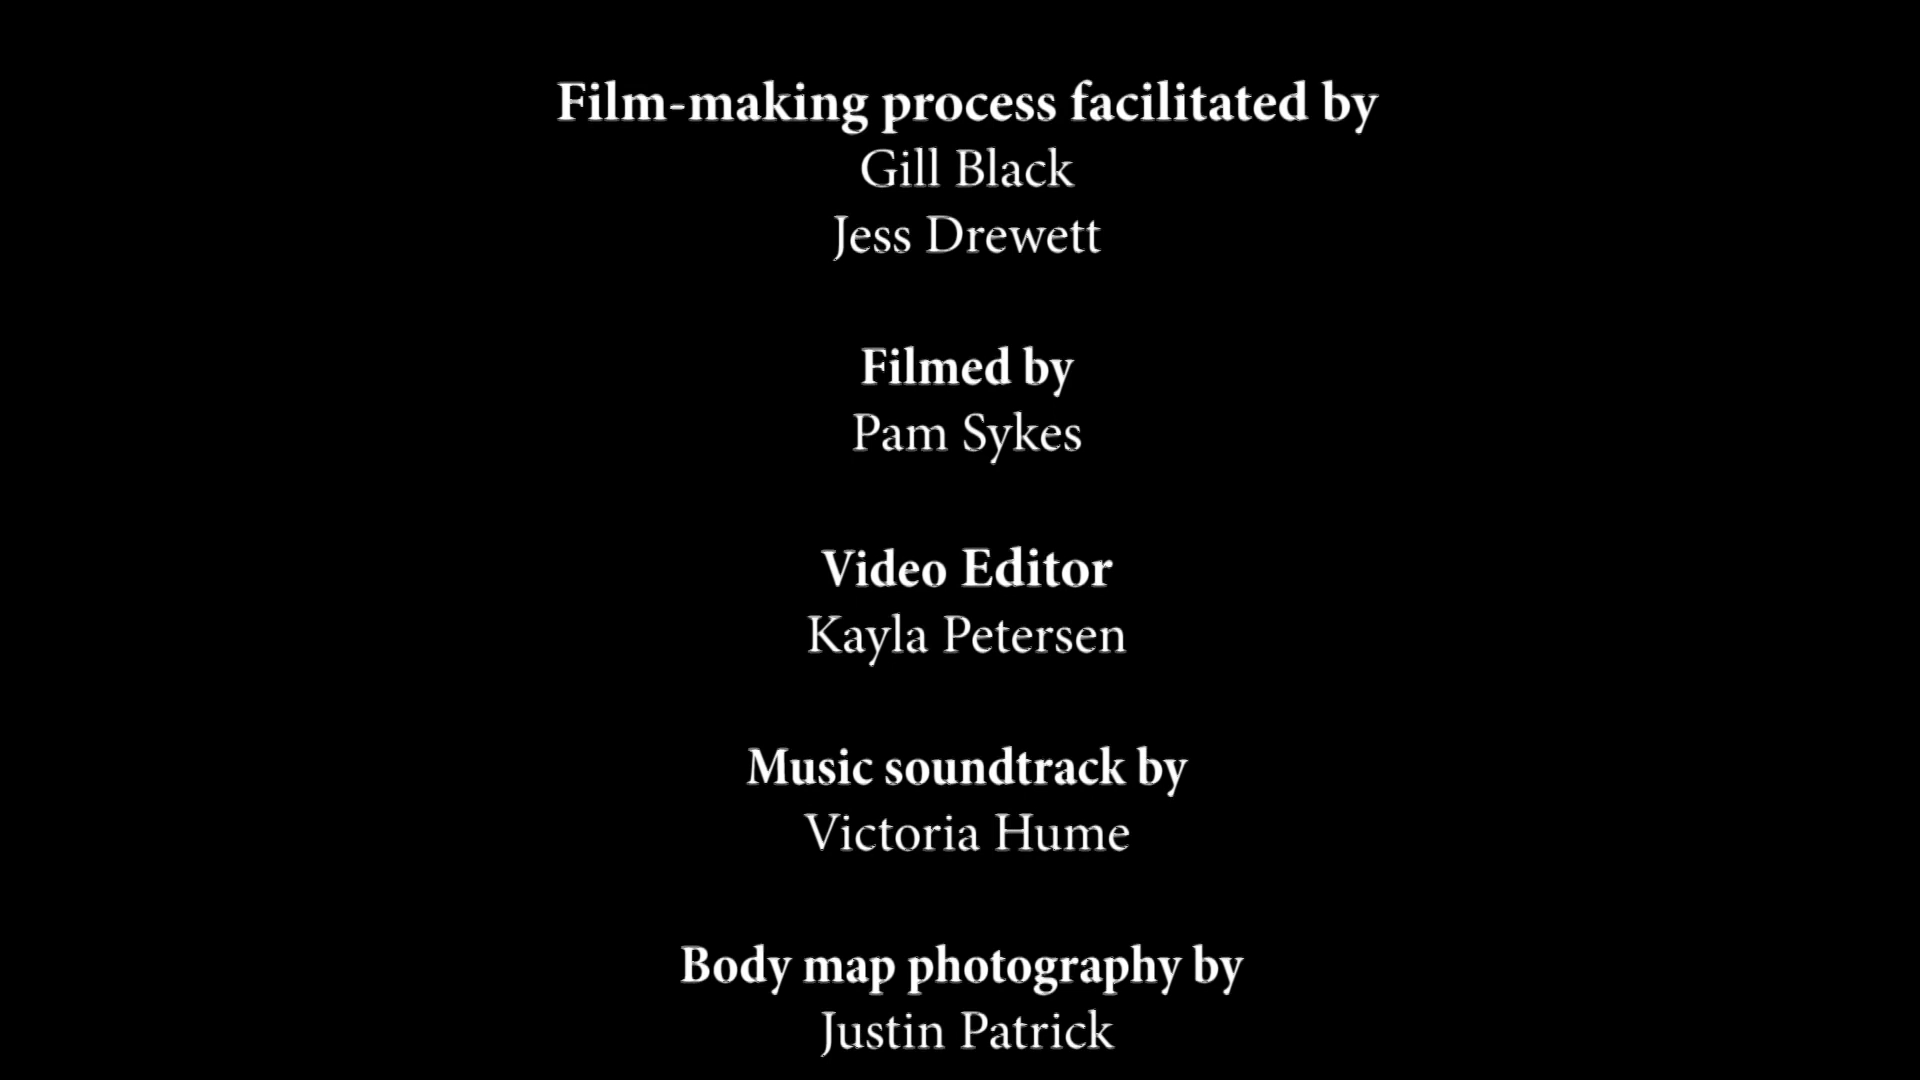 Film-making process facilitated by
Gill Black
Jess Drewett
Filmed by
Pam Sykes
Video Editor
Kayla Petersen
Music soundtrack by
Victoria Hume
Body map photography by
Justin Patrick